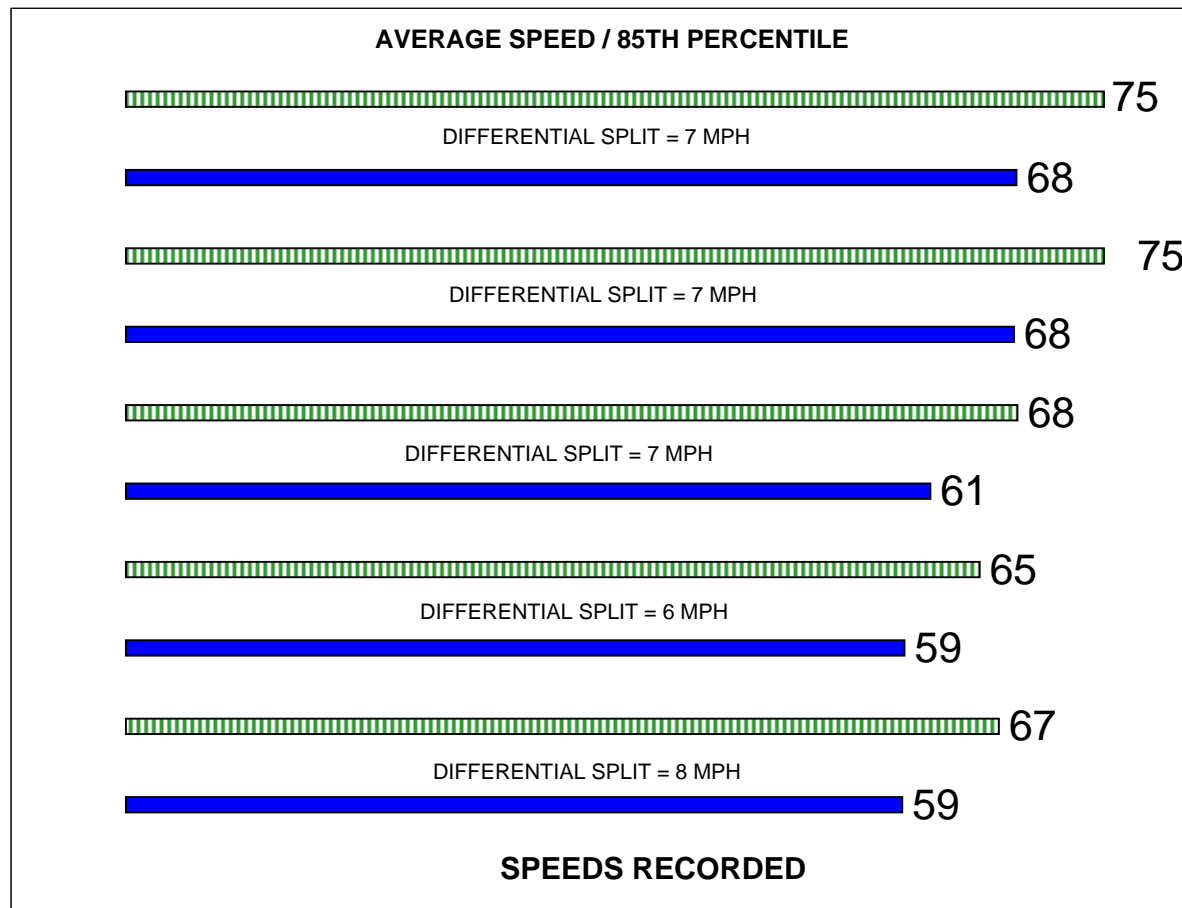 AVERAGE SPEED / 85TH PERCENTILE
75
DIFFERENTIAL SPLIT = 7 MPH
68
75
DIFFERENTIAL SPLIT = 7 MPH
68
68
DIFFERENTIAL SPLIT = 7 MPH
61
65
DIFFERENTIAL SPLIT = 6 MPH
59
67
DIFFERENTIAL SPLIT = 8 MPH
59
SPEEDS RECORDED